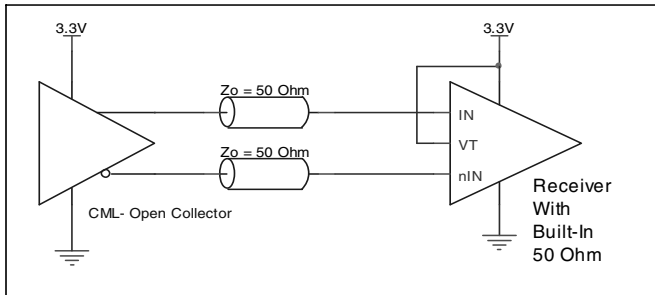 3.3V
3.3V
Zo = 50 Ohm
IN
VT
Zo = 50 Ohm
nIN
CML- Open Collector
Receiver
With
Built-In
50 Ohm